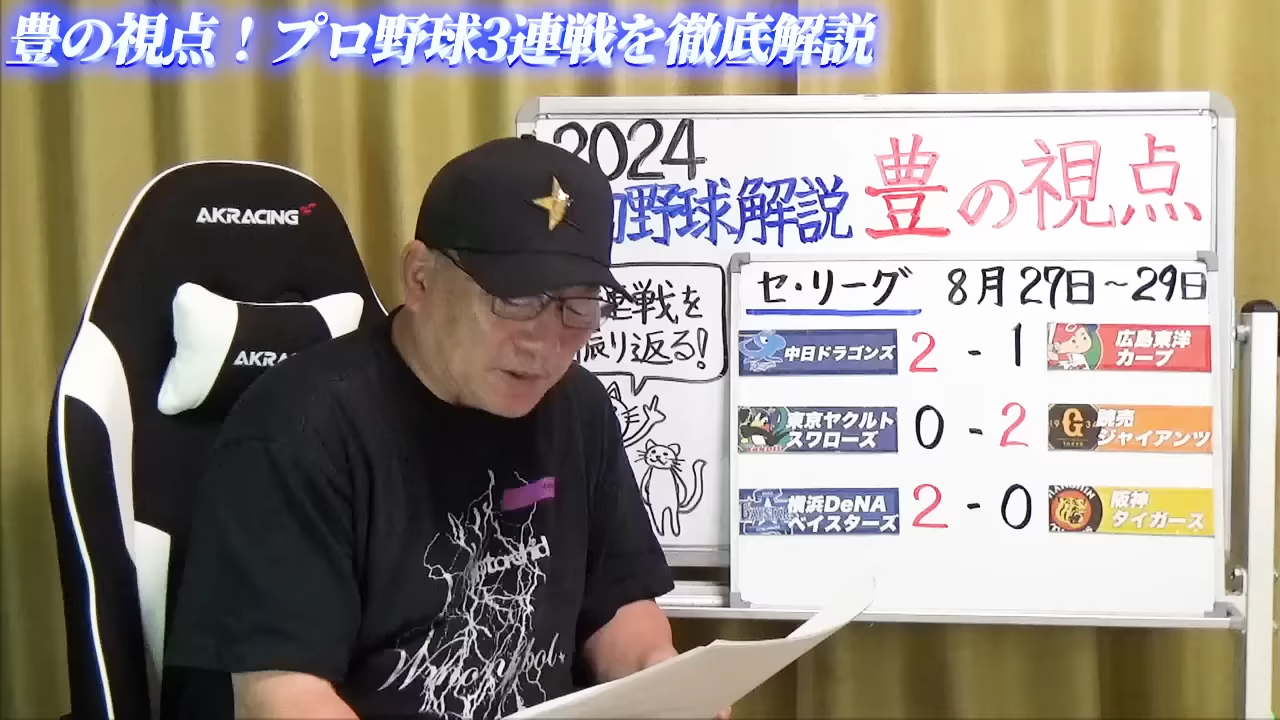 豊の視点！プロ野球3連戦を徹底解説
2024
野球解説 豊の視点
連戦を
振り返る!
セ・リーグ 8月27日～29日
中日ドラゴンズ 2 - 1 広島東洋
カープ
東京ヤクルト
スワローズ 0 - 2 読売
ジャイアンツ
横浜DeNA
ベイスターズ 2 - 0 阪神
タイガーズ
AKRACING
AKRA